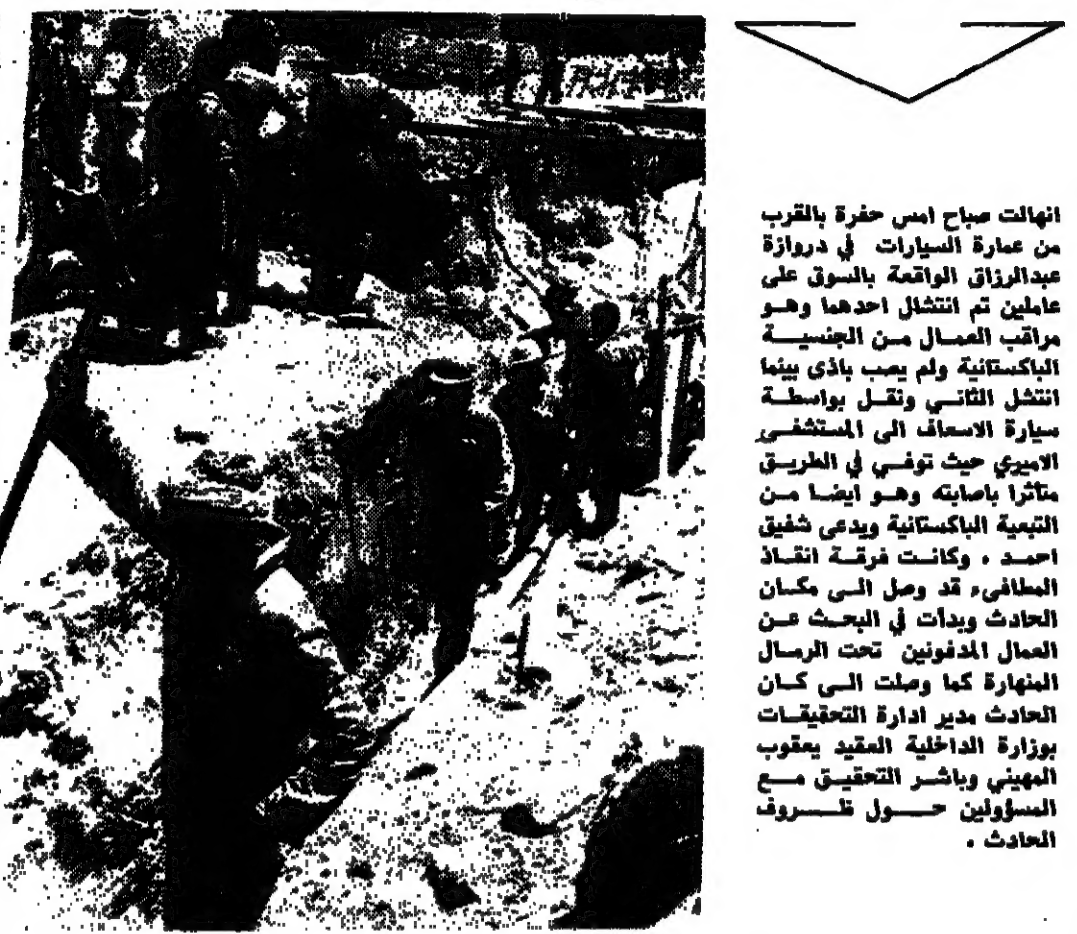 انهالت صباح امس حفرة بالقرب
من عمارة السيارات في دروازة
عبدالرزاق الواقعة بالسوق على
عاملين تم انتشال احدهما وهو
مراقب العمال من الجنسية
الباكستانية ولم يصب باذى بينما
انتشل الثاني ونقل بواسطة
سيارة الاسعاف الى المستشفى
الاميري حيث توفي في الطريق
متأثرا باصابته وهو ايضا من
التبعية الباكستانية ويدعى شفيق
احمد . وكانت فرقة انقاذ
المطافىء قد وصل الى مكان
الحادث وبدأت في البحث عن
العمال المدفونين تحت الرمال
المنهارة كما وصلت الى كان
الحادث مدير ادارة التحقيقات
بوزارة الداخلية العقيد يعقوب
المهيني وباشر التحقيق مع
المسؤولين حول ظروف
الحادث .